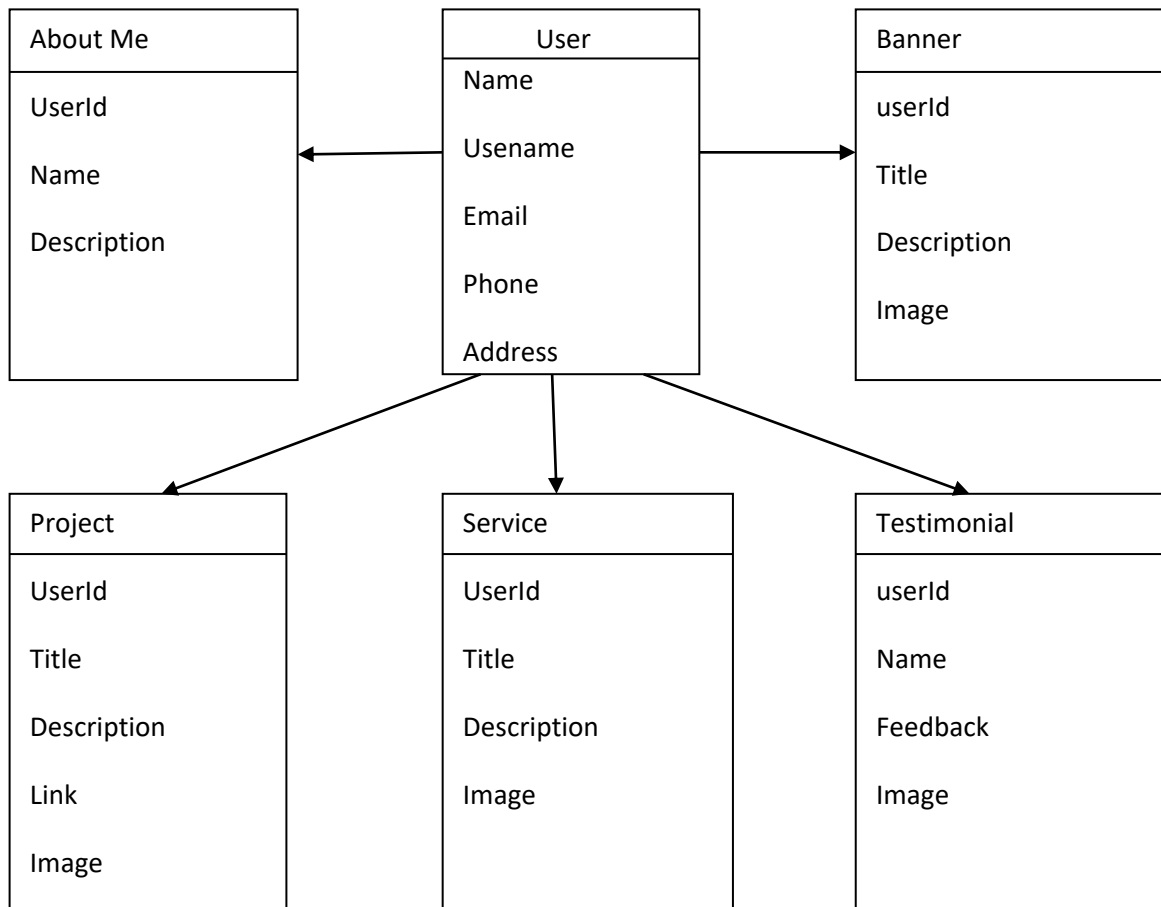 About Me
UserId
Name
Description
User
Name
Usename
Email
Phone
Address
Banner
userId
Title
Description
Image
Project
UserId
Title
Description
Link
Image
Service
UserId
Title
Description
Image
Testimonial
userId
Name
Feedback
Image